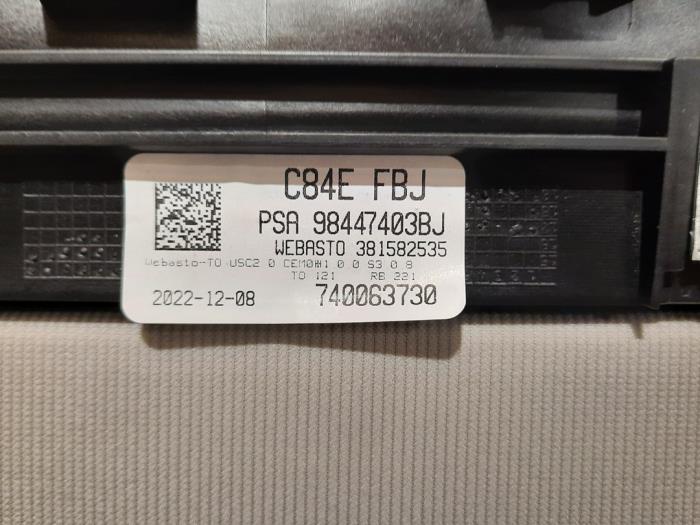 C84E FBJ
PSA 98447403BJ
WEBASTO 381582535
Webasto-TO USC2 0 1 0 0 S3 0 8
TO 121 RB 221
2022-12-08 740063730